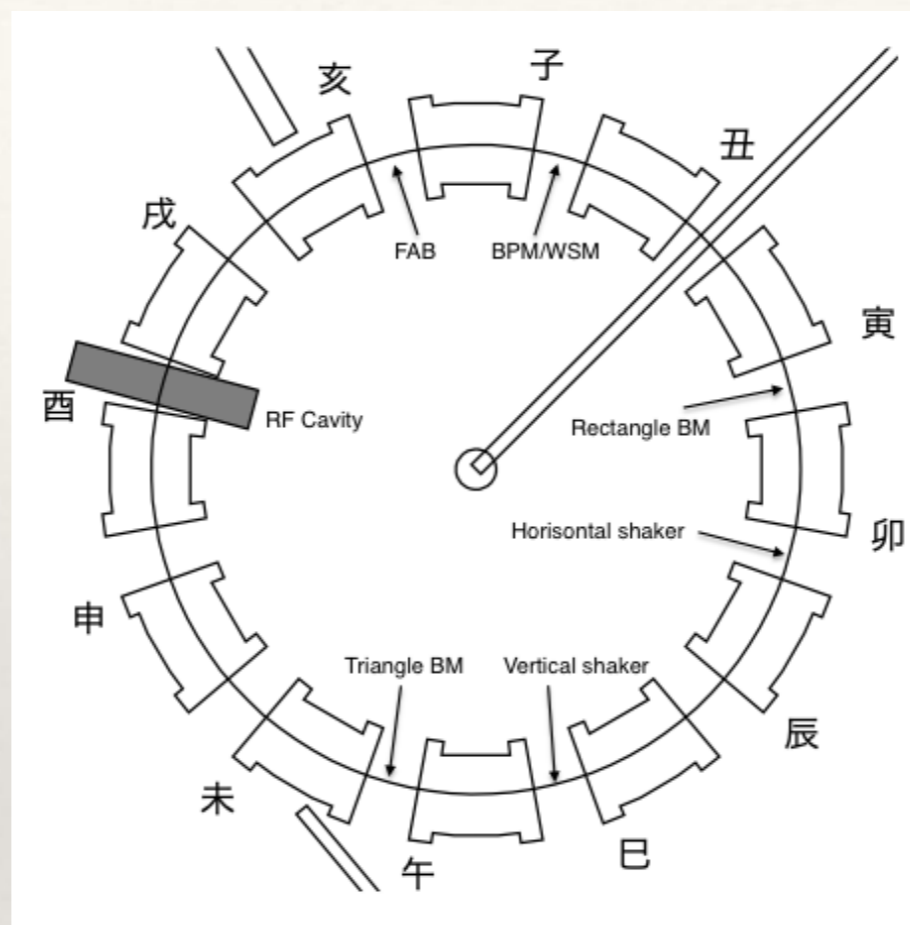 子
亥
丑
戌
FAB
BPM/WSM
寅
酉
RF Cavity
Rectangle BM
Horisontal shaker
卯
申
Triangle BM
Vertical shaker
辰
未
巳
午